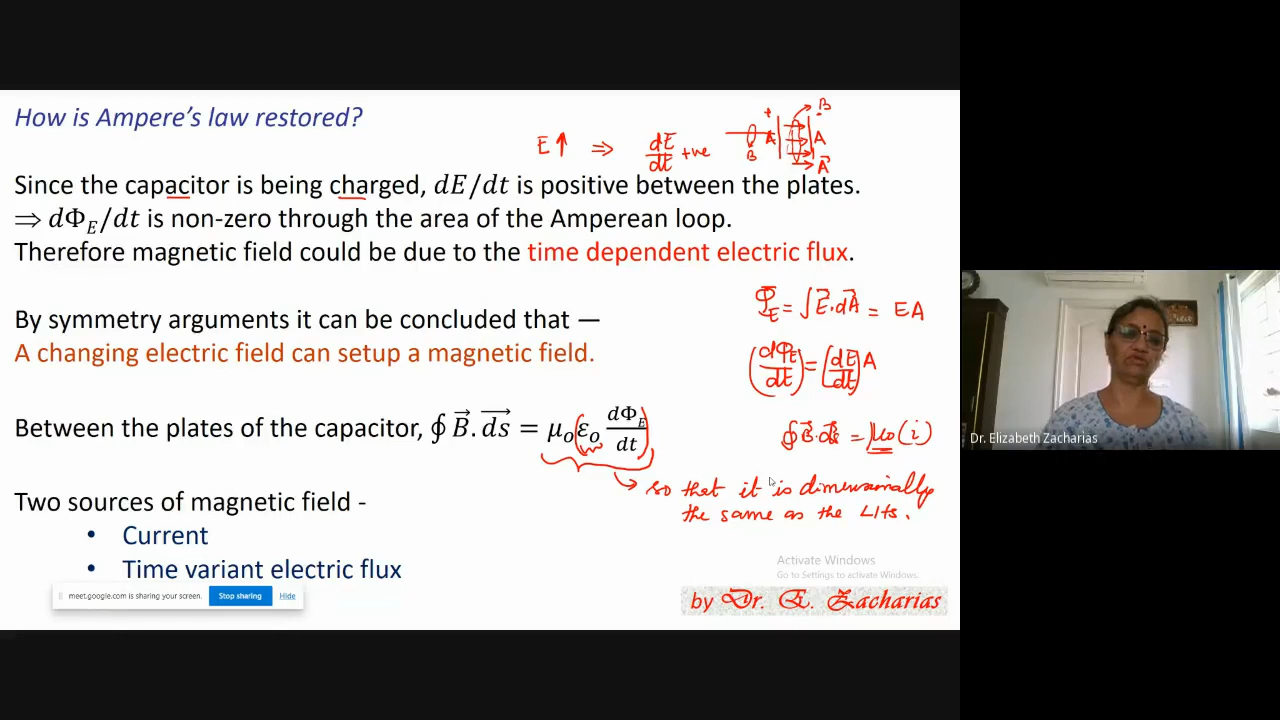 How is Ampere's law restored?
E ↑ ⇒ dE/dt +ve
+ B
B A A
A⃗
Since the capacitor is being charged, dE/dt is positive between the plates.
⇒ dΦ_E/dt is non-zero through the area of the Amperean loop.
Therefore magnetic field could be due to the time dependent electric flux.
Φ_E = ∫E⃗.dA⃗ = EA
By symmetry arguments it can be concluded that —
A changing electric field can setup a magnetic field.
(dΦ_E/dt) = (dE/dt) A
Between the plates of the capacitor, ∮ B⃗. ds⃗ = μ₀(ε₀ dΦ_E/dt)
∮B⃗.ds⃗ = μ₀(i)
so that it is dimensionally
the same as the LHS.
Two sources of magnetic field -
• Current
• Time variant electric flux
Activate Windows
Go to Settings to activate Windows.
meet.google.com is sharing your screen. Stop sharing Hide
by Dr. E. Zacharias
Dr. Elizabeth Zacharias